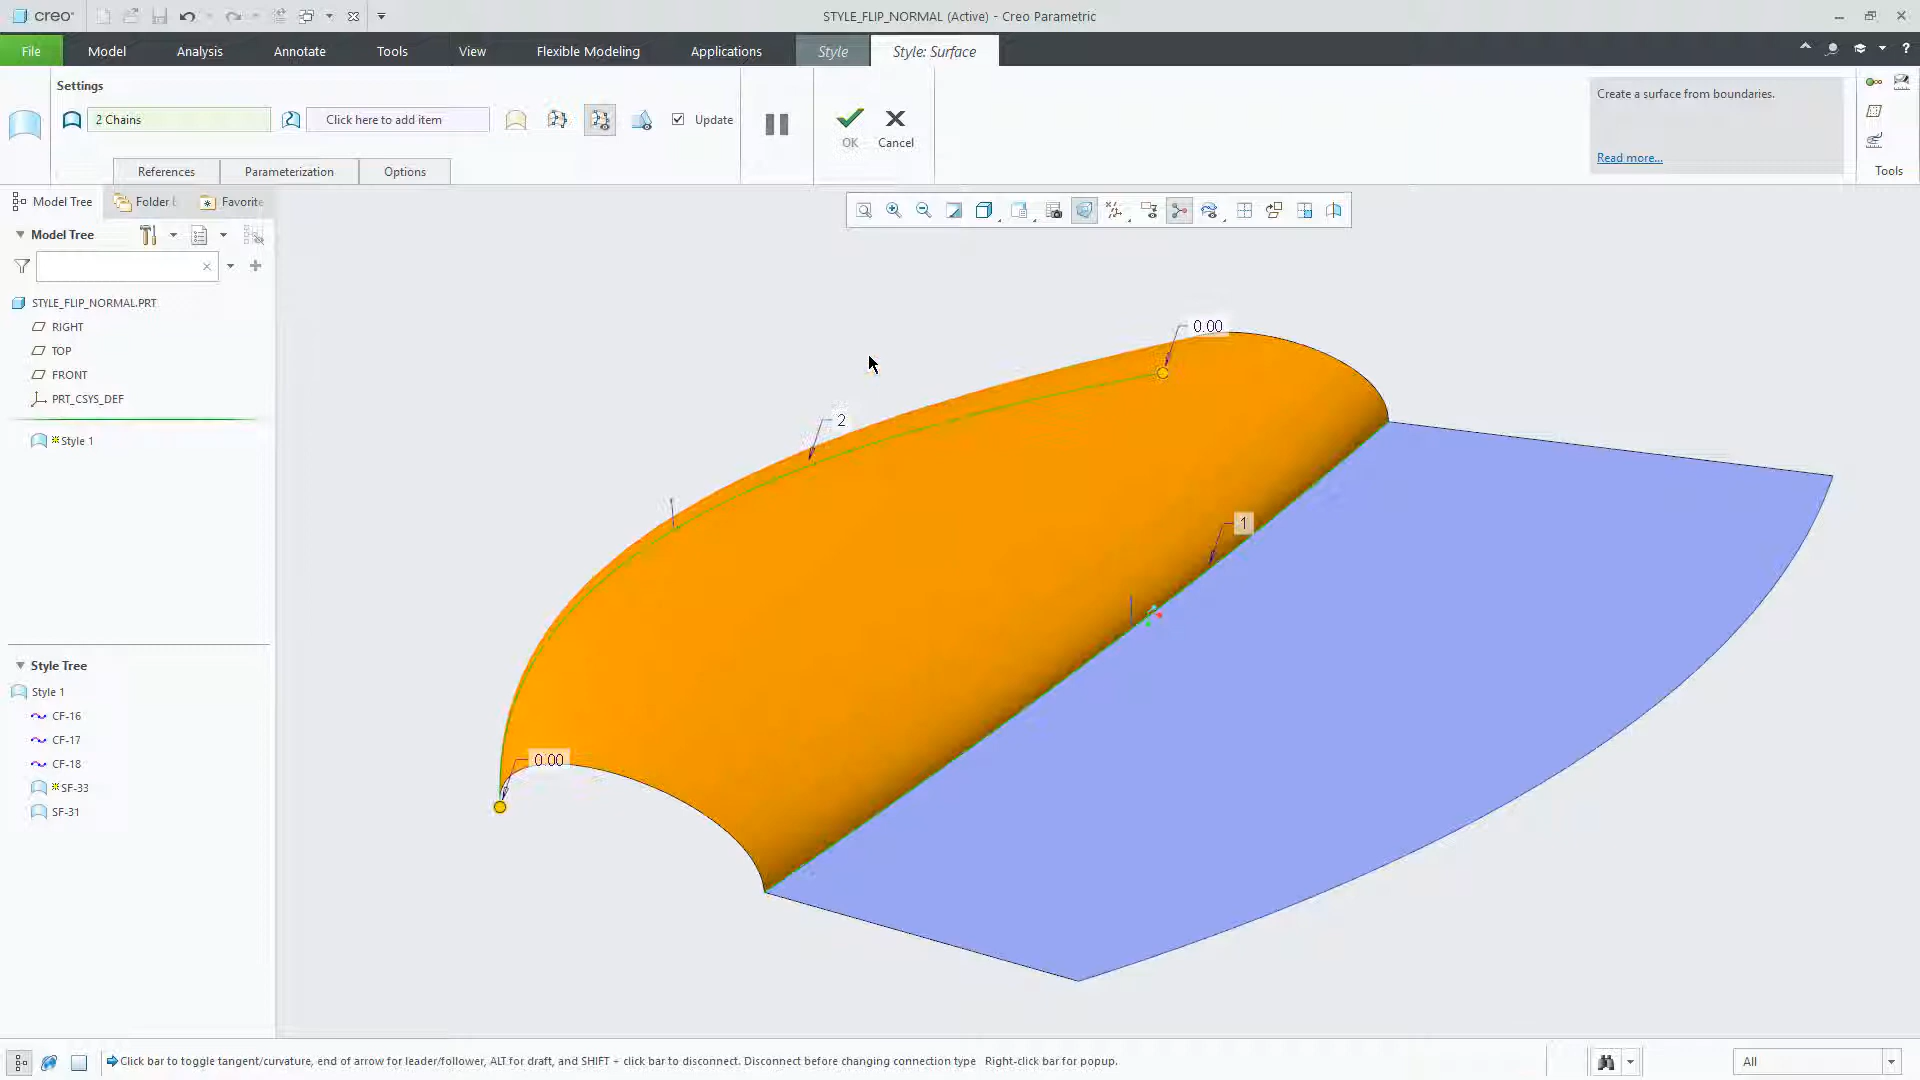 creo
STYLE_FLIP_NORMAL (Active) - Creo Parametric
File
Model
Analysis
Annotate
Tools
View
Flexible Modeling
Applications
Style
Style: Surface
Settings
2 Chains
Click here to add item
Update
OK
Cancel
Create a surface from boundaries.
Read more...
Tools
References
Parameterization
Options
Model Tree
Folder
Favorite
Model Tree
STYLE_FLIP_NORMAL.PRT
RIGHT
TOP
FRONT
PRT_CSYS_DEF
Style 1
Style Tree
Style 1
CF-16
CF-17
CF-18
SF-33
SF-31
0.00
2
1
0.00
Click bar to toggle tangent/curvature, end of arrow for leader/follower, ALT for draft, and SHIFT + click bar to disconnect. Disconnect before changing connection type Right-click bar for popup.
All